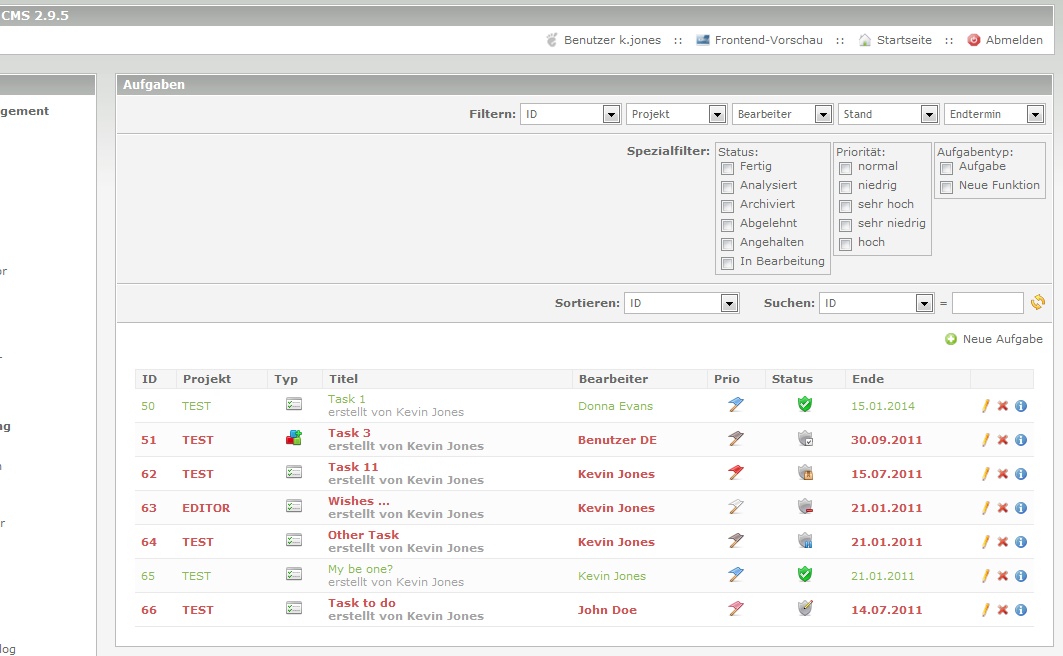 CMS 2.9.5
Benutzer k.jones :: Frontend-Vorschau :: Startseite :: Abmelden
gement
or
r
ng
r
log
Aufgaben
Filtern: ID Projekt Bearbeiter Stand Endtermin
Spezialfilter: Status: Priorität: Aufgabentyp:
Fertig normal Aufgabe
Analysiert niedrig Neue Funktion
Archiviert sehr hoch
Abgelehnt sehr niedrig
Angehalten hoch
In Bearbeitung
Sortieren: ID Suchen: ID =
Neue Aufgabe
ID Projekt Typ Titel Bearbeiter Prio Status Ende
50 TEST Task 1 Donna Evans 15.01.2014
erstellt von Kevin Jones
51 TEST Task 3 Benutzer DE 30.09.2011
erstellt von Kevin Jones
62 TEST Task 11 Kevin Jones 15.07.2011
erstellt von Kevin Jones
63 EDITOR Wishes ... Kevin Jones 21.01.2011
erstellt von Kevin Jones
64 TEST Other Task Kevin Jones 21.01.2011
erstellt von Kevin Jones
65 TEST My be one? Kevin Jones 21.01.2011
erstellt von Kevin Jones
66 TEST Task to do John Doe 14.07.2011
erstellt von Kevin Jones